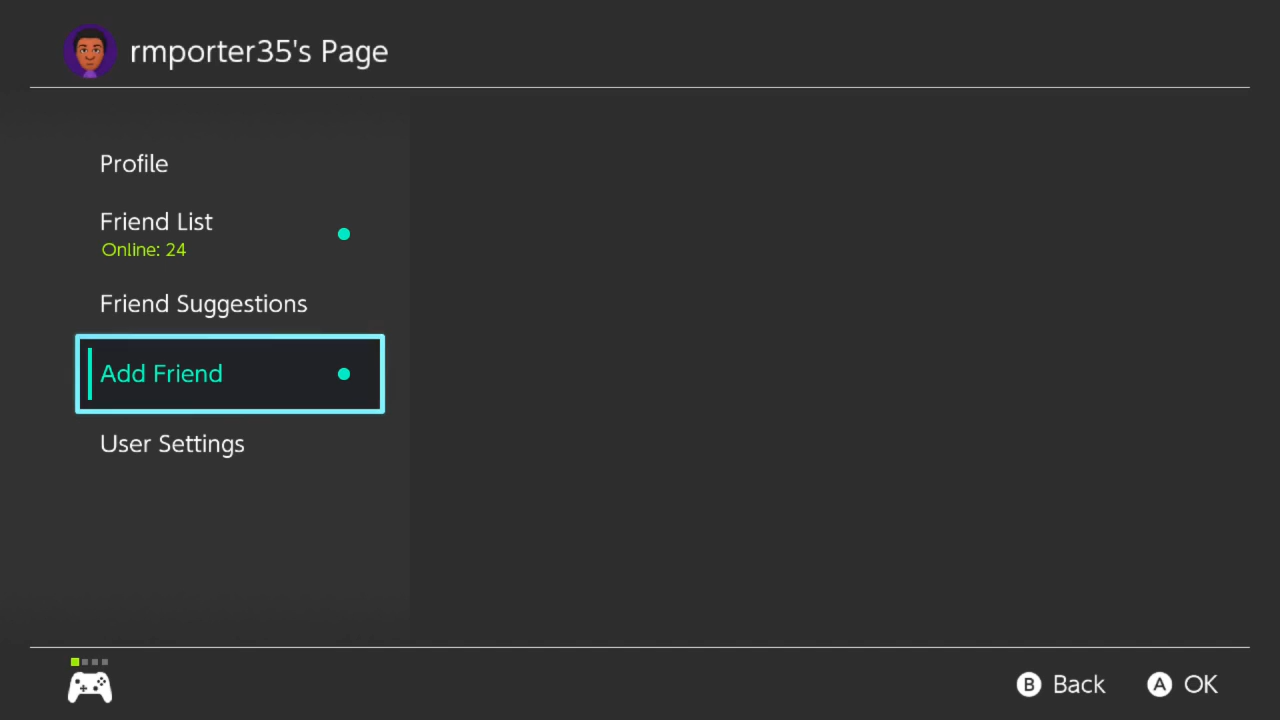 rmporter35's Page
Profile
Friend List
Online: 24
Friend Suggestions
Add Friend
User Settings
B Back A OK